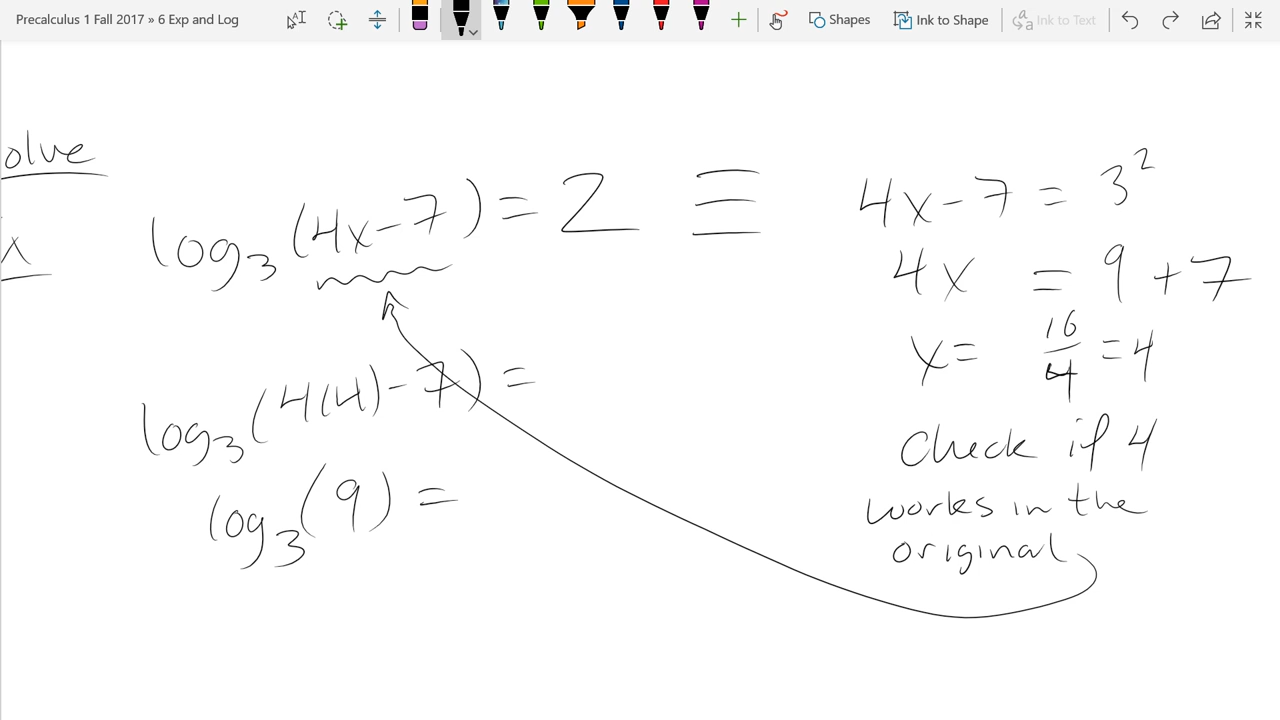 Precalculus 1 Fall 2017 » 6 Exp and Log
Shapes
Ink to Shape
Ink to Text
olve
x
log₃(4x-7) = 2 ≡ 4x-7 = 3²
4x = 9 +7
x = 16/4 = 4
log₃(4(4)-7) =
log₃(9) =
Check if 4
works in the
original